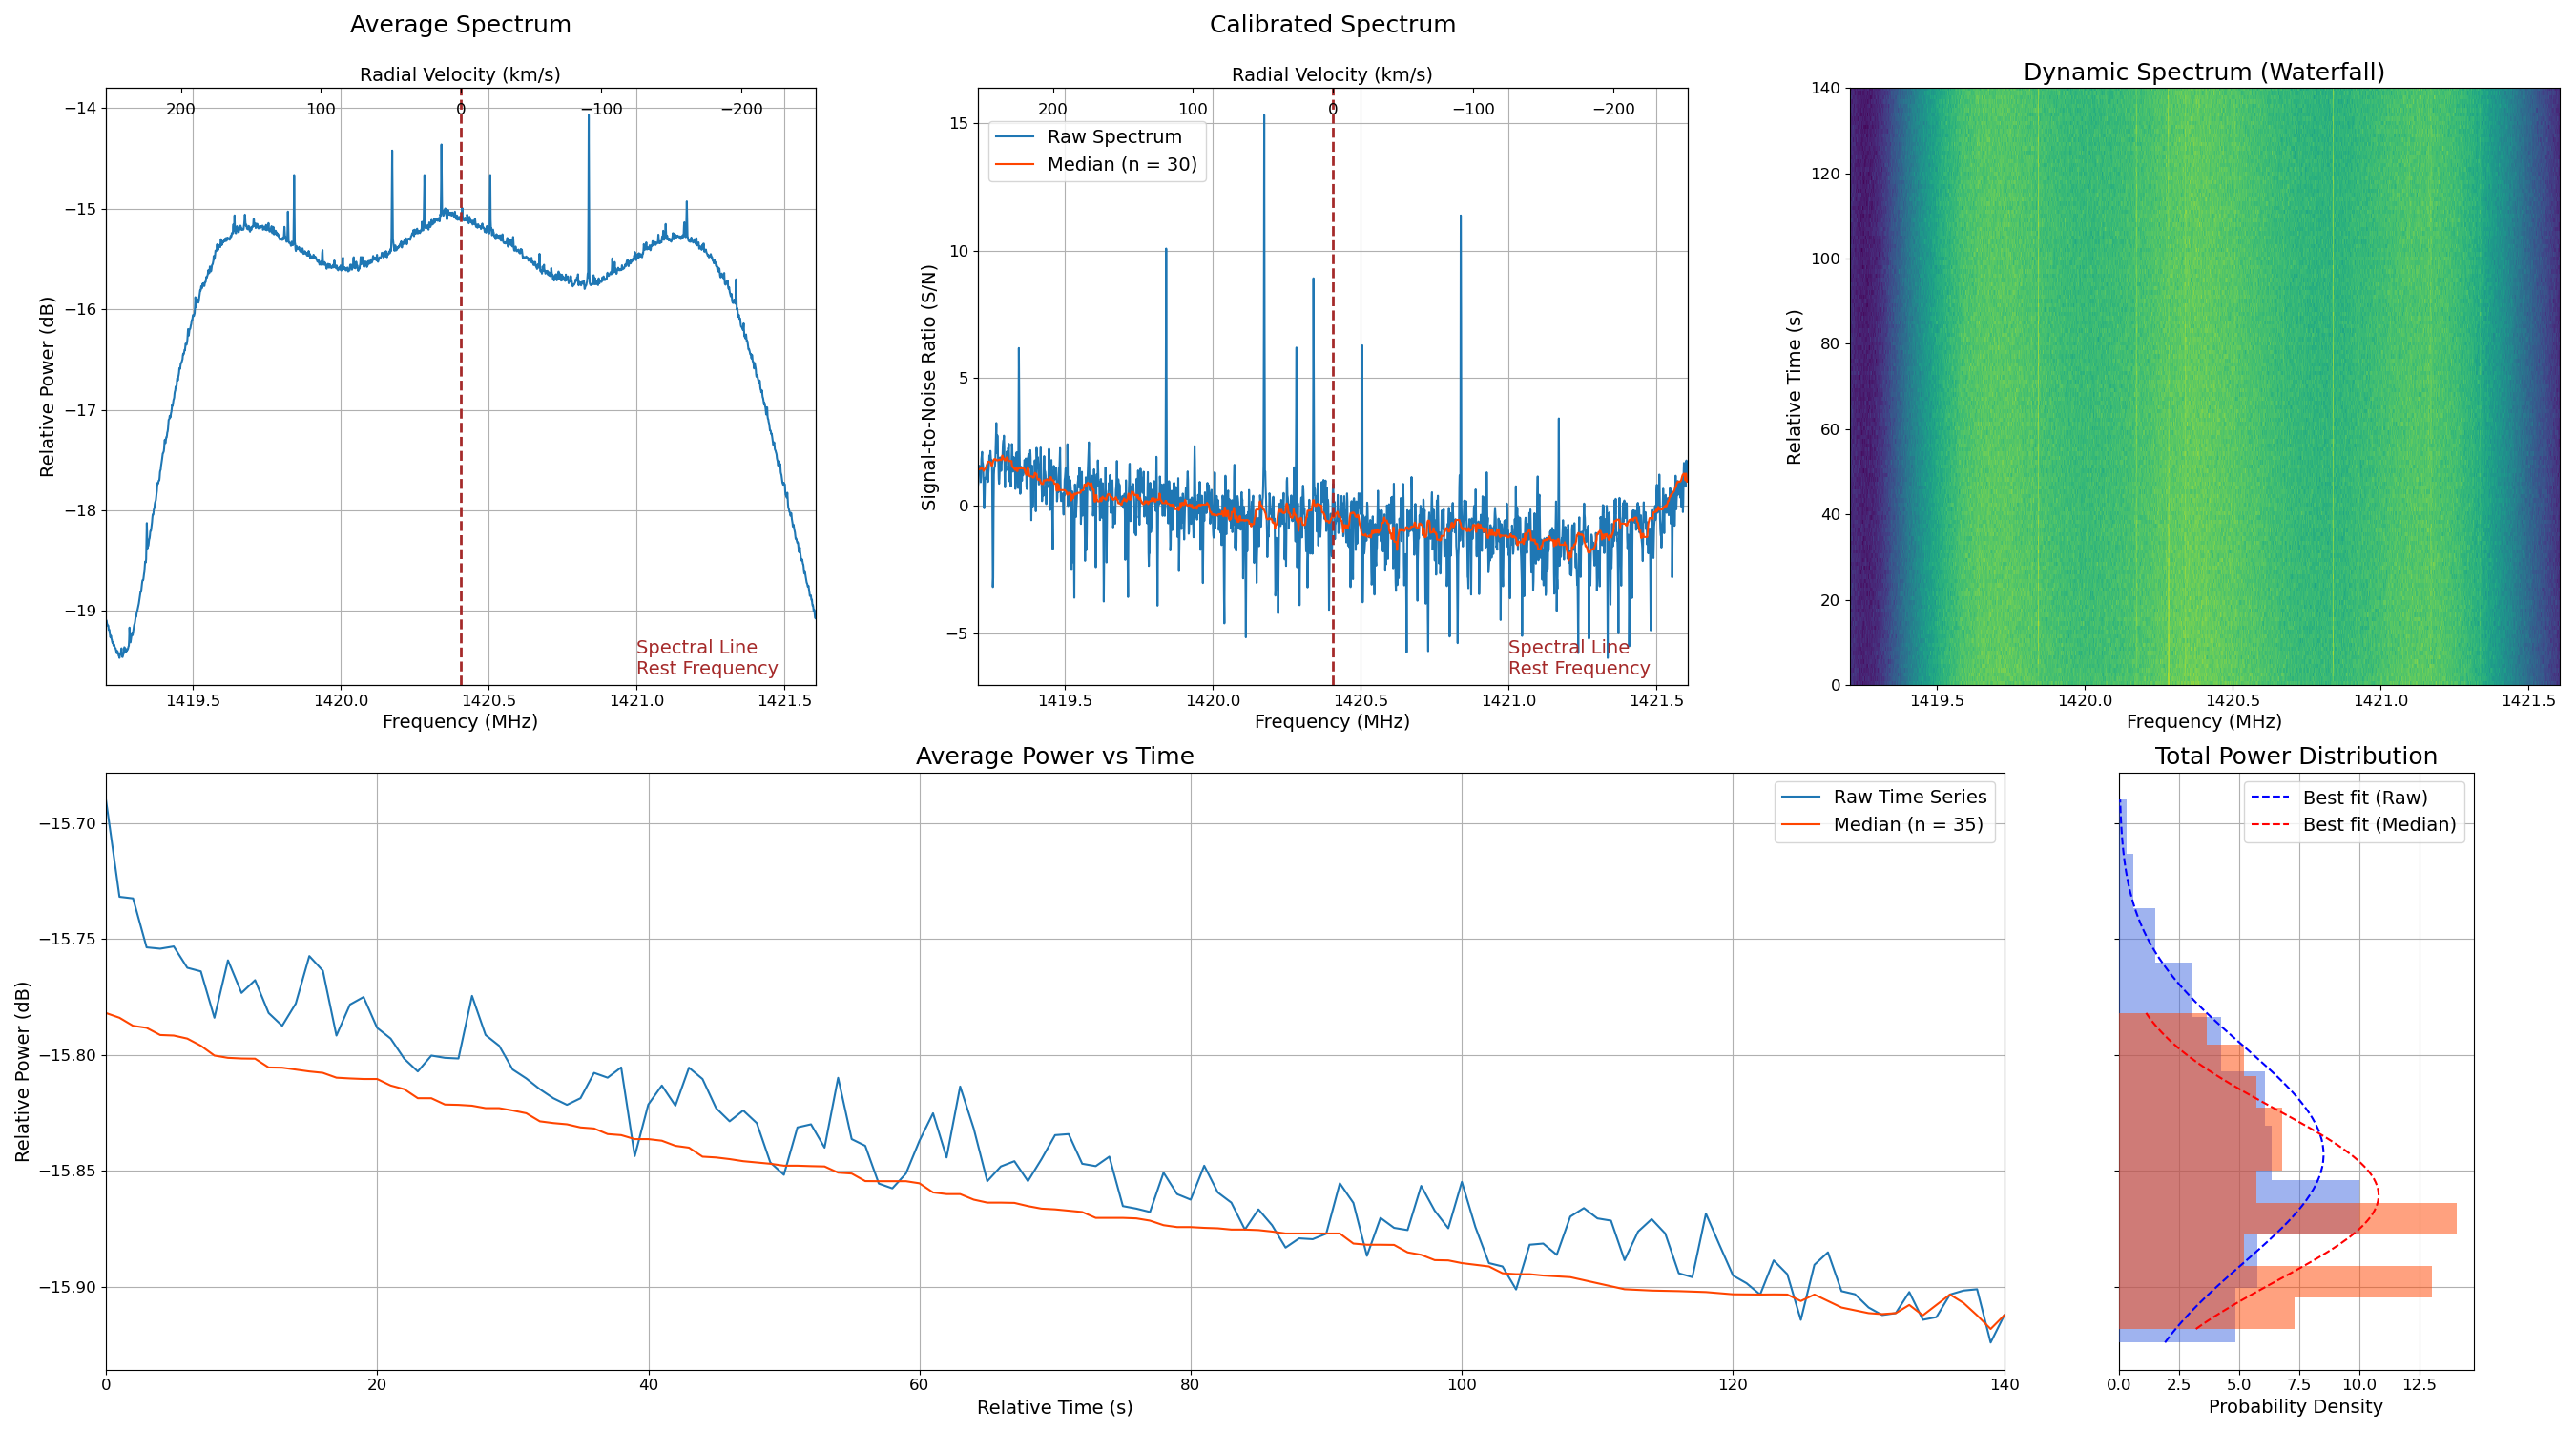 Average Spectrum
Radial Velocity (km/s)
200 100 0 −100 −200
−14
−15
−16
−17
−18
−19
Relative Power (dB)
Spectral Line
Rest Frequency
1419.5 1420.0 1420.5 1421.0 1421.5
Frequency (MHz)
Calibrated Spectrum
Radial Velocity (km/s)
200 100 0 −100 −200
Raw Spectrum
Median (n = 30)
15
10
5
0
−5
Signal-to-Noise Ratio (S/N)
Spectral Line
Rest Frequency
1419.5 1420.0 1420.5 1421.0 1421.5
Frequency (MHz)
Dynamic Spectrum (Waterfall)
140
120
100
80
60
40
20
0
Relative Time (s)
1419.5 1420.0 1420.5 1421.0 1421.5
Frequency (MHz)
Average Power vs Time
Raw Time Series
Median (n = 35)
−15.70
−15.75
−15.80
−15.85
−15.90
Relative Power (dB)
0 20 40 60 80 100 120 140
Relative Time (s)
Total Power Distribution
Best fit (Raw)
Best fit (Median)
0.0 2.5 5.0 7.5 10.0 12.5
Probability Density